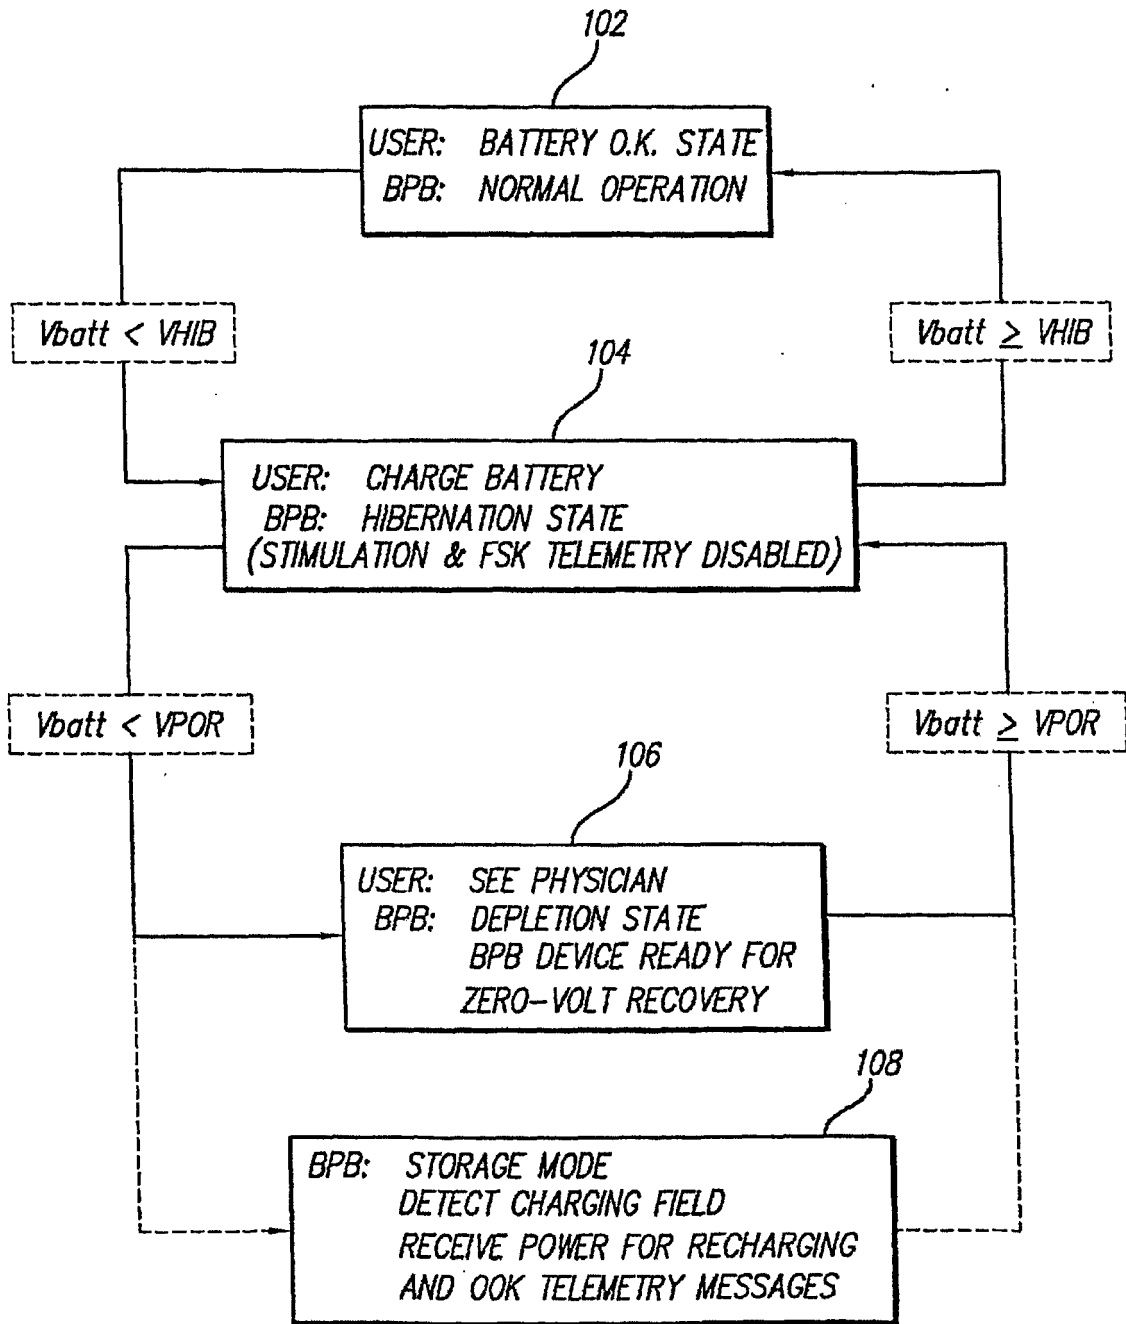 102
USER: BATTERY O.K. STATE
BPB: NORMAL OPERATION
Vbatt < VHIB
Vbatt ≥ VHIB
104
USER: CHARGE BATTERY
BPB: HIBERNATION STATE
(STIMULATION & FSK TELEMETRY DISABLED)
Vbatt < VPOR
Vbatt ≥ VPOR
106
USER: SEE PHYSICIAN
BPB: DEPLETION STATE
BPB DEVICE READY FOR
ZERO-VOLT RECOVERY
108
BPB: STORAGE MODE
DETECT CHARGING FIELD
RECEIVE POWER FOR RECHARGING
AND OOK TELEMETRY MESSAGES